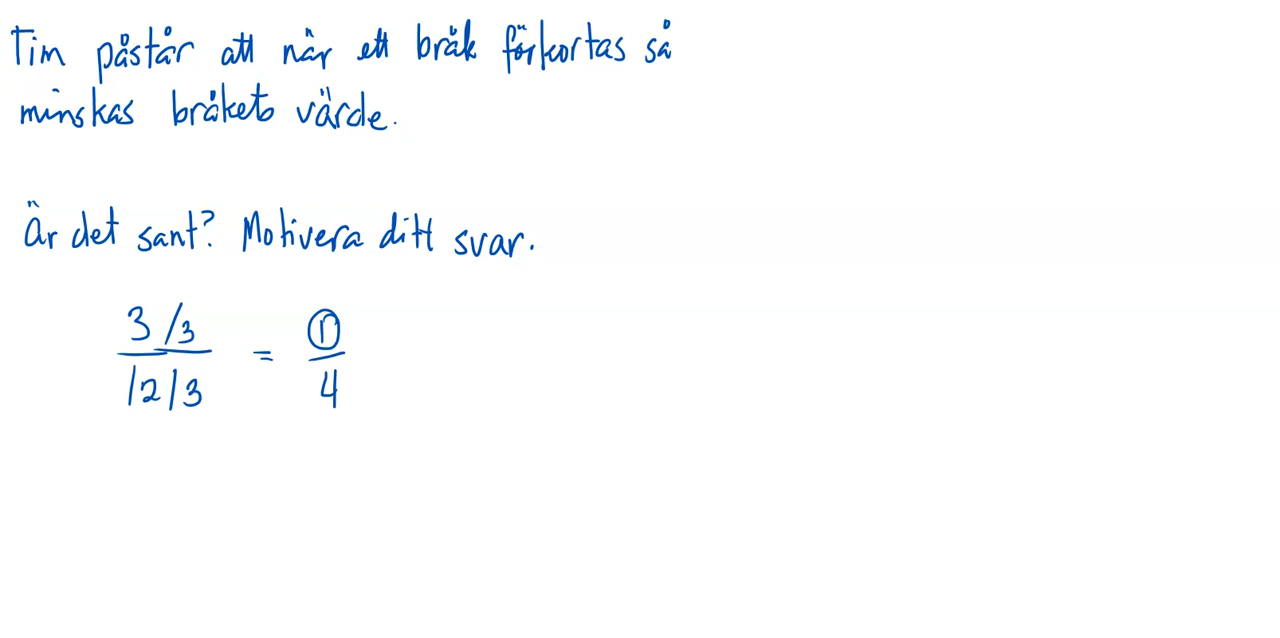 Tim påstår att når ett bråk förkortas så
minskas bråkets värde.
Är det sant? Motivera ditt svar.
3/3 = 1
12/3 4